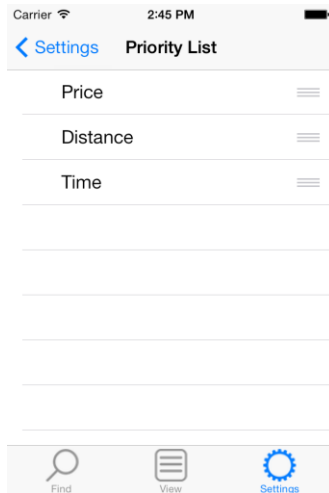 Carrier 2:45 PM
Settings Priority List
Price
Distance
Time
Find View Settings